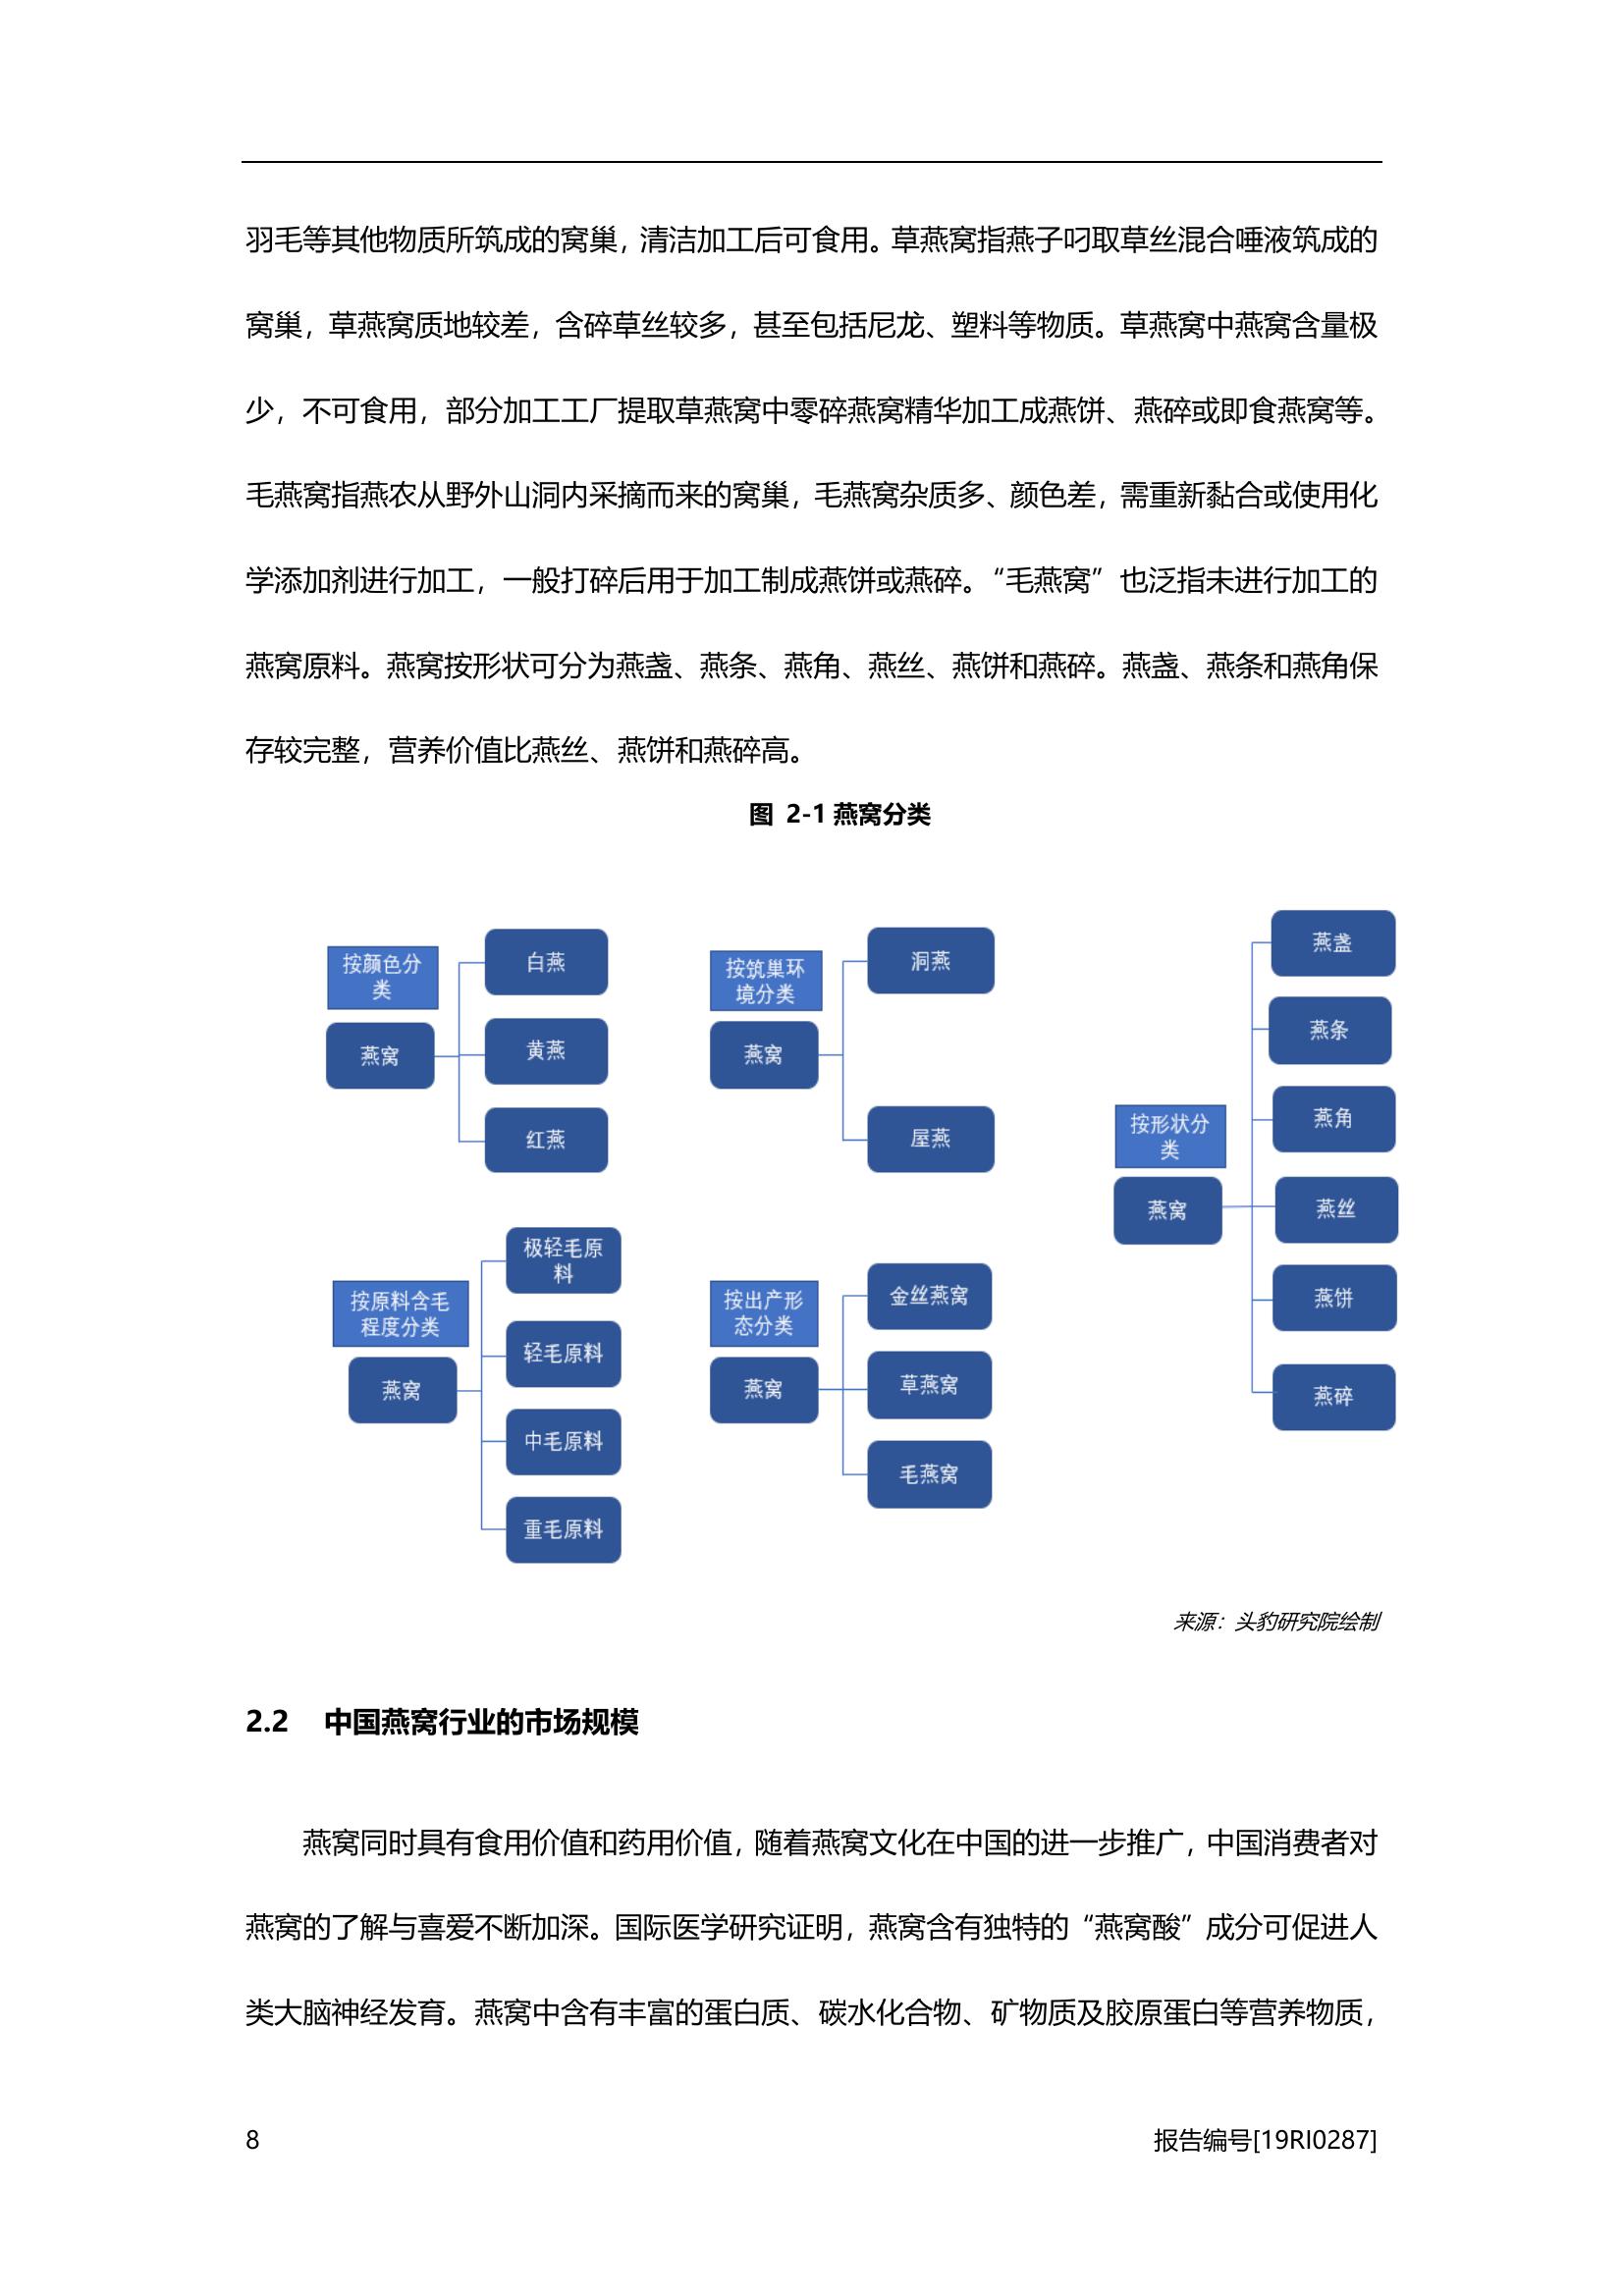 羽毛等其他物质所筑成的窝巢，清洁加工后可食用。草燕窝指燕子叼取草丝混合唾液筑成的
窝巢，草燕窝质地较差，含碎草丝较多，甚至包括尼龙、塑料等物质。草燕窝中燕窝含量极
少，不可食用，部分加工工厂提取草燕窝中零碎燕窝精华加工成燕饼、燕碎或即食燕窝等。
毛燕窝指燕农从野外山洞内采摘而来的窝巢，毛燕窝杂质多、颜色差，需重新黏合或使用化
学添加剂进行加工，一般打碎后用于加工制成燕饼或燕碎。“毛燕窝”也泛指未进行加工的
燕窝原料。燕窝按形状可分为燕盏、燕条、燕角、燕丝、燕饼和燕碎。燕盏、燕条和燕角保
存较完整，营养价值比燕丝、燕饼和燕碎高。
图 2-1 燕窝分类
按颜色分
类
燕窝
白燕
黄燕
红燕
按筑巢环
境分类
燕窝
洞燕
屋燕
按形状分
类
燕窝
燕盏
燕条
燕角
燕丝
燕饼
燕碎
按原料含毛
程度分类
燕窝
极轻毛原
料
轻毛原料
中毛原料
重毛原料
按出产形
态分类
燕窝
金丝燕窝
草燕窝
毛燕窝
来源：头豹研究院绘制
2.2 中国燕窝行业的市场规模
燕窝同时具有食用价值和药用价值，随着燕窝文化在中国的进一步推广，中国消费者对
燕窝的了解与喜爱不断加深。国际医学研究证明，燕窝含有独特的“燕窝酸”成分可促进人
类大脑神经发育。燕窝中含有丰富的蛋白质、碳水化合物、矿物质及胶原蛋白等营养物质，
8 报告编号[19RI0287]